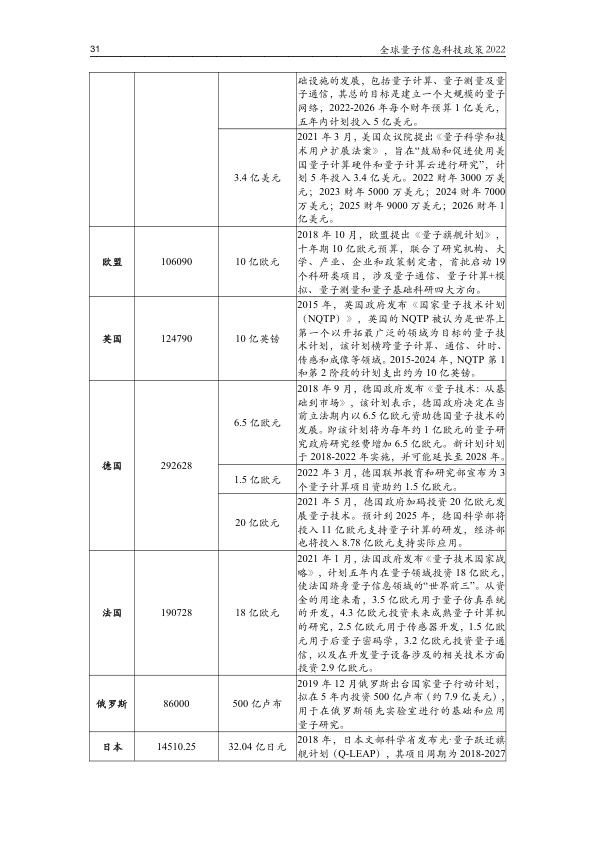 31
全球量子信息科技政策 2022
础设施的发展，包括量子计算、量子测量及量
子通信，其总的目标是建立一个大规模的量子
网络，2022-2026 年每个财年预算 1 亿美元，
五年内计划投入 5 亿美元。
3.4 亿美元
2021 年 3 月，美国众议院提出《量子科学和技
术用户扩展法案》，旨在“鼓励和促进使用美
国量子计算硬件和量子计算云进行研究”，计
划 5 年投入 3.4 亿美元。2022 财年 3000 万美
元；2023 财年 5000 万美元；2024 财年 7000
万美元；2025 财年 9000 万美元；2026 财年 1
亿美元。
欧盟
106090
10 亿欧元
2018 年 10 月，欧盟提出《量子旗舰计划》，
十年期 10 亿欧元预算，联合了研究机构、大
学、产业、企业和政策制定者，首批启动 19
个科研类项目，涉及量子通信、量子计算+模
拟、量子测量和量子基础科研四大方向。
英国
124790
10 亿英镑
2015 年，英国政府发布《国家量子技术计划
（NQTP）》，英国的 NQTP 被认为是世界上
第一个以开拓最广泛的领域为目标的量子技
术计划，该计划横跨量子计算、通信、计时、
传感和成像等领域。2015-2024 年，NQTP 第 1
和第 2 阶段的计划支出约为 10 亿英镑。
德国
292628
6.5 亿欧元
2018 年 9 月，德国政府发布《量子技术：从基
础到市场》，该计划表示，德国政府决定在当
前立法期内以 6.5 亿欧元资助德国量子技术的
发展。即该计划将为每年约 1 亿欧元的量子研
究政府研究经费增加 6.5 亿欧元。新计划计划
于 2018-2022 年实施，并可能延长至 2028 年。
1.5 亿欧元
2022 年 3 月，德国联邦教育和研究部宣布为 3
个量子计算项目资助约 1.5 亿欧元。
20 亿欧元
2021 年 5 月，德国政府加码投资 20 亿欧元发
展量子技术。预计到 2025 年，德国科学部将
投入 11 亿欧元支持量子计算的研发，经济部
也将投入 8.78 亿欧元支持实际应用。
法国
190728
18 亿欧元
2021 年 1 月，法国政府发布《量子技术国家战
略》，计划五年内在量子领域投资 18 亿欧元，
使法国跻身量子信息领域的“世界前三”。从资
金的用途来看，3.5 亿欧元用于量子仿真系统
的开发，4.3 亿欧元投资未来成熟量子计算机
的研究，2.5 亿欧元用于传感器开发，1.5 亿欧
元用于后量子密码学，3.2 亿欧元投资量子通
信，以及在开发量子设备涉及的相关技术方面
投资 2.9 亿欧元。
俄罗斯
86000
500 亿卢布
2019 年 12 月俄罗斯出台国家量子行动计划，
拟在 5 年内投资 500 亿卢布（约 7.9 亿美元），
用于在俄罗斯领先实验室进行的基础和应用
量子研究。
日本
14510.25
32.04 亿日元
2018 年，日本文部科学省发布光·量子跃迁旗
舰计划（Q-LEAP），其项目周期为 2018-2027